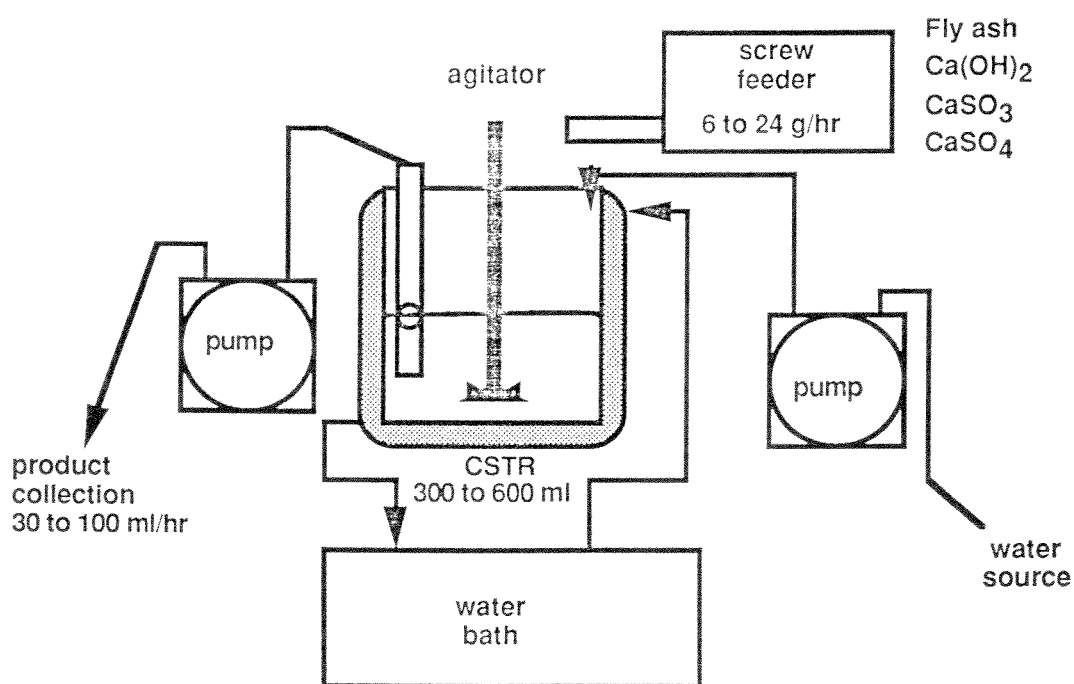 agitator
screw
feeder
6 to 24 g/hr
Fly ash
Ca(OH)2
CaSO3
CaSO4
pump
pump
product
collection
30 to 100 ml/hr
CSTR
300 to 600 ml
water
bath
water
source